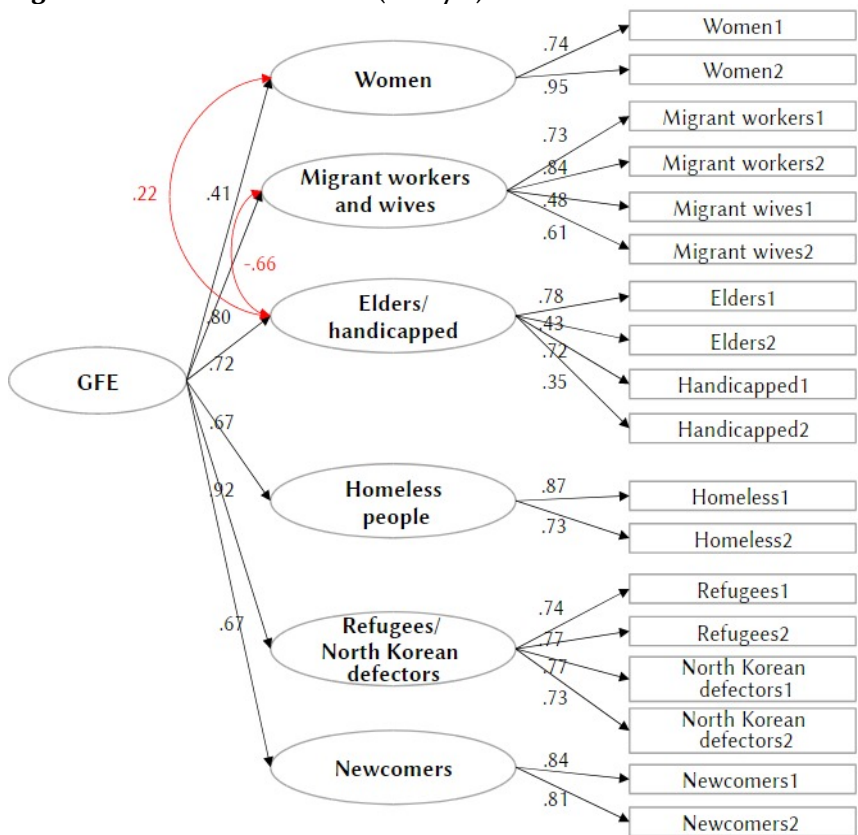 Women
Women1
.74
Women2
.95
Migrant workers1
.73
Migrant workers
and wives
Migrant workers2
.84
.22
.41
.48
Migrant wives1
.61
Migrant wives2
-.66
Elders/
handicapped
.78
Elders1
.80
.43
Elders2
.72
.72
Handicapped1
GFE
.35
Handicapped2
.67
.92
Homeless
people
.87
Homeless1
.73
Homeless2
.67
.74
Refugees1
Refugees/
North Korean
defectors
.77
Refugees2
.77
North Korean
defectors1
.73
North Korean
defectors2
Newcomers
.84
Newcomers1
.81
Newcomers2